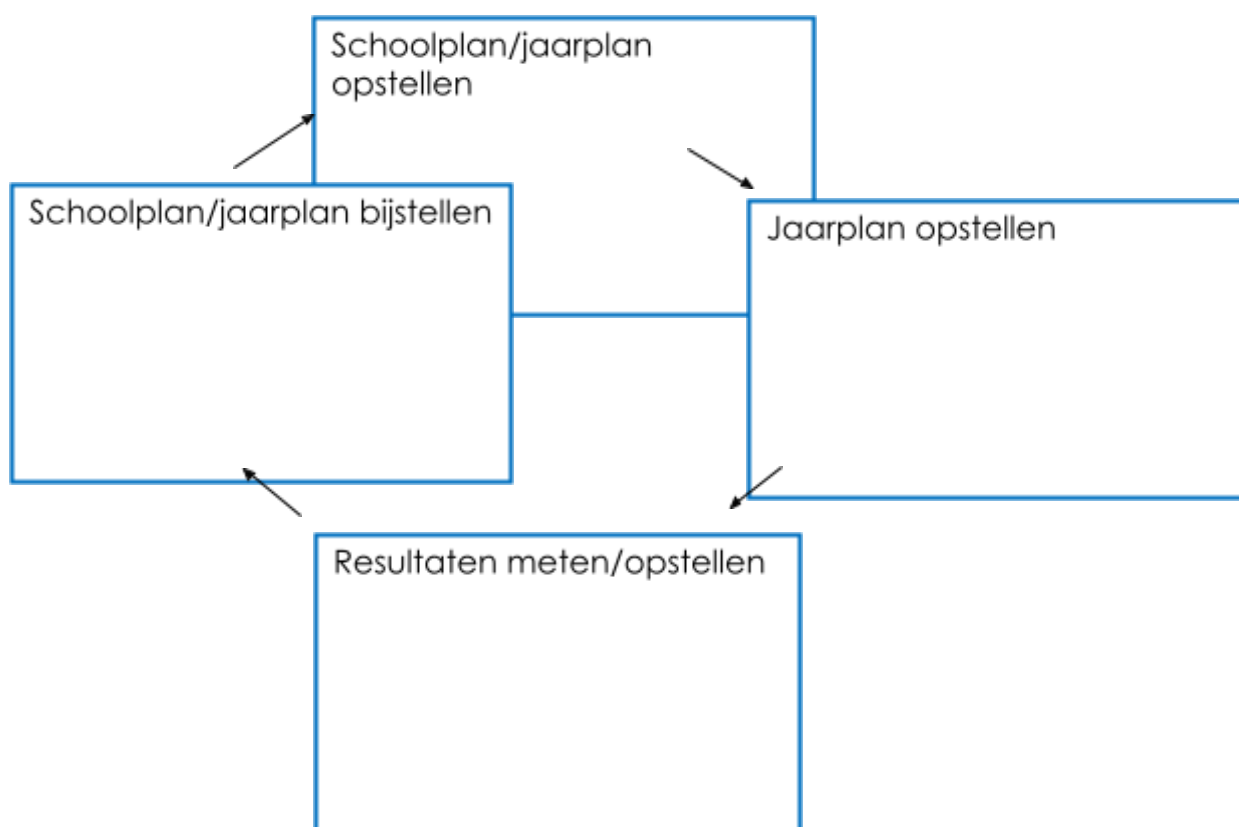 Schoolplan/jaarplan
opstellen
Schoolplan/jaarplan bijstellen
Jaarplan opstellen
Resultaten meten/opstellen